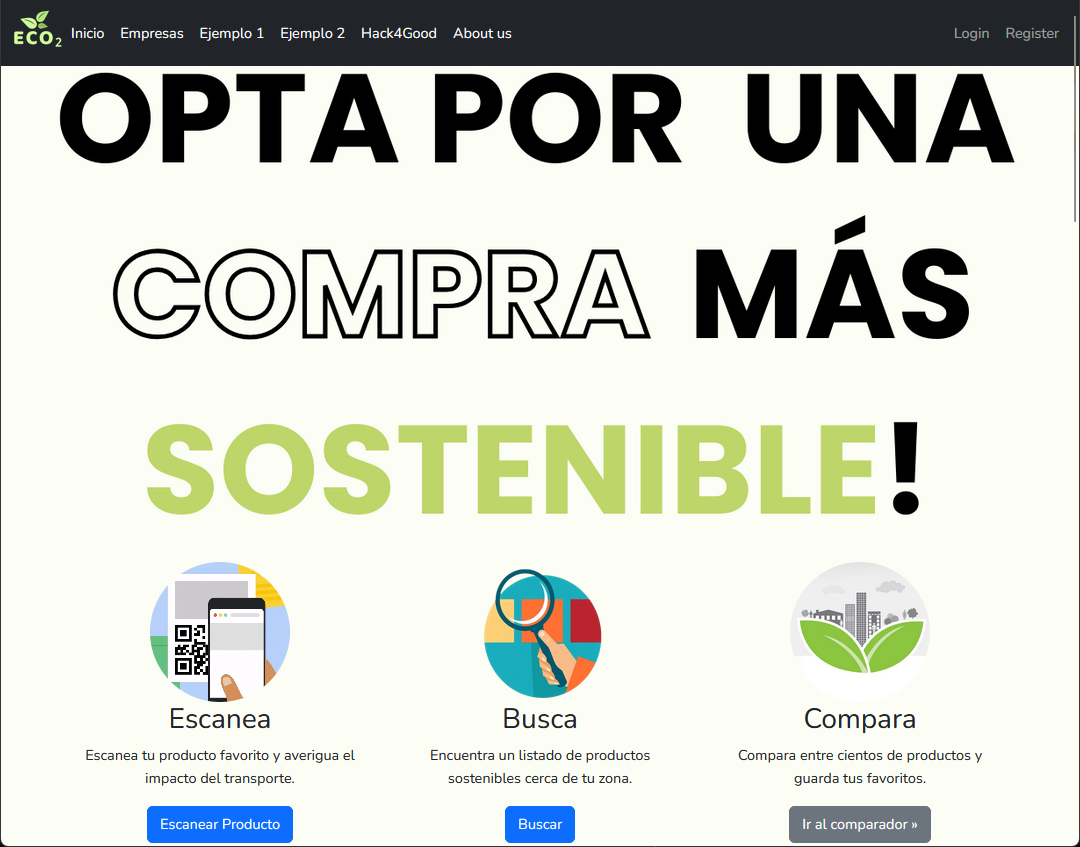 ECO2 Inicio Empresas Ejemplo 1 Ejemplo 2 Hack4Good About us Login Register
OPTA POR UNA
COMPRA MÁS
SOSTENIBLE!
Escanea
Escanea tu producto favorito y averigua el
impacto del transporte.
Escanear Producto
Busca
Encuentra un listado de productos
sostenibles cerca de tu zona.
Buscar
Compara
Compara entre cientos de productos y
guarda tus favoritos.
Ir al comparador »